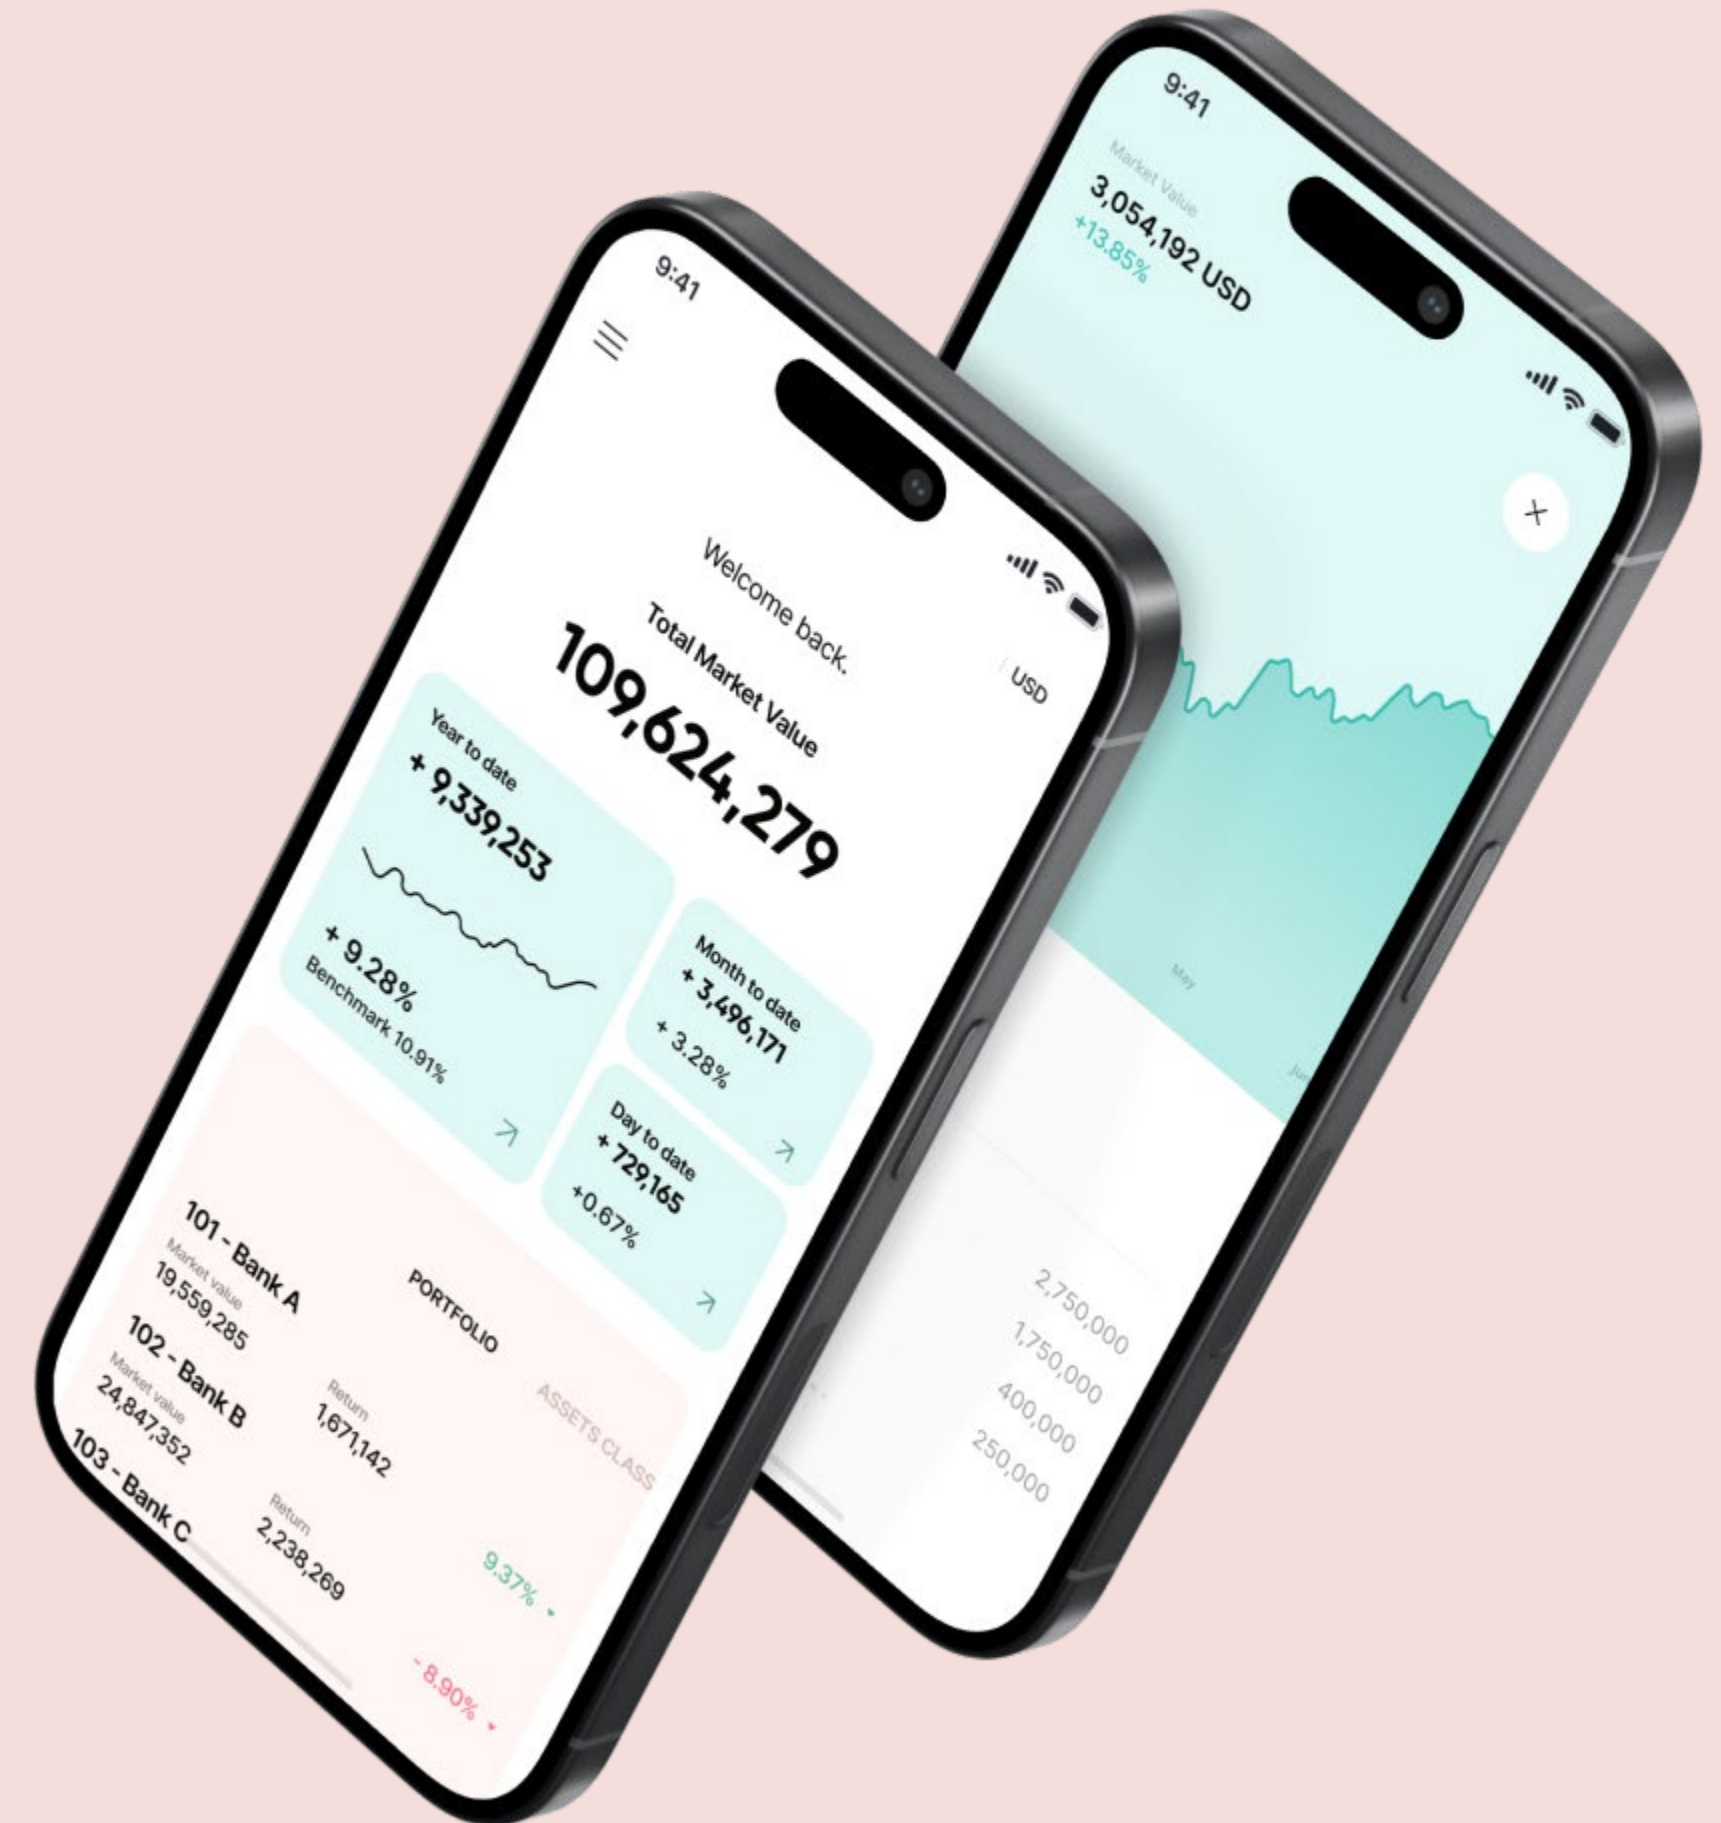 9:41
Welcome back.
USD
Total Market Value
109,624,279
Year to date
+ 9,339,253
+ 9.28%
Benchmark 10.91%
Month to date
+ 3,496,171
+ 3.28%
Day to date
+ 729,165
+0.67%
PORTFOLIO
ASSETS CLASS
101 - Bank A
Market value
19,559,285
Return
1,671,142
9.37%
102 - Bank B
Market value
24,847,352
Return
2,238,269
- 8.90%
103 - Bank C
9:41
Market Value
3,054,192 USD
+13.85%
May
2,750,000
1,750,000
400,000
250,000